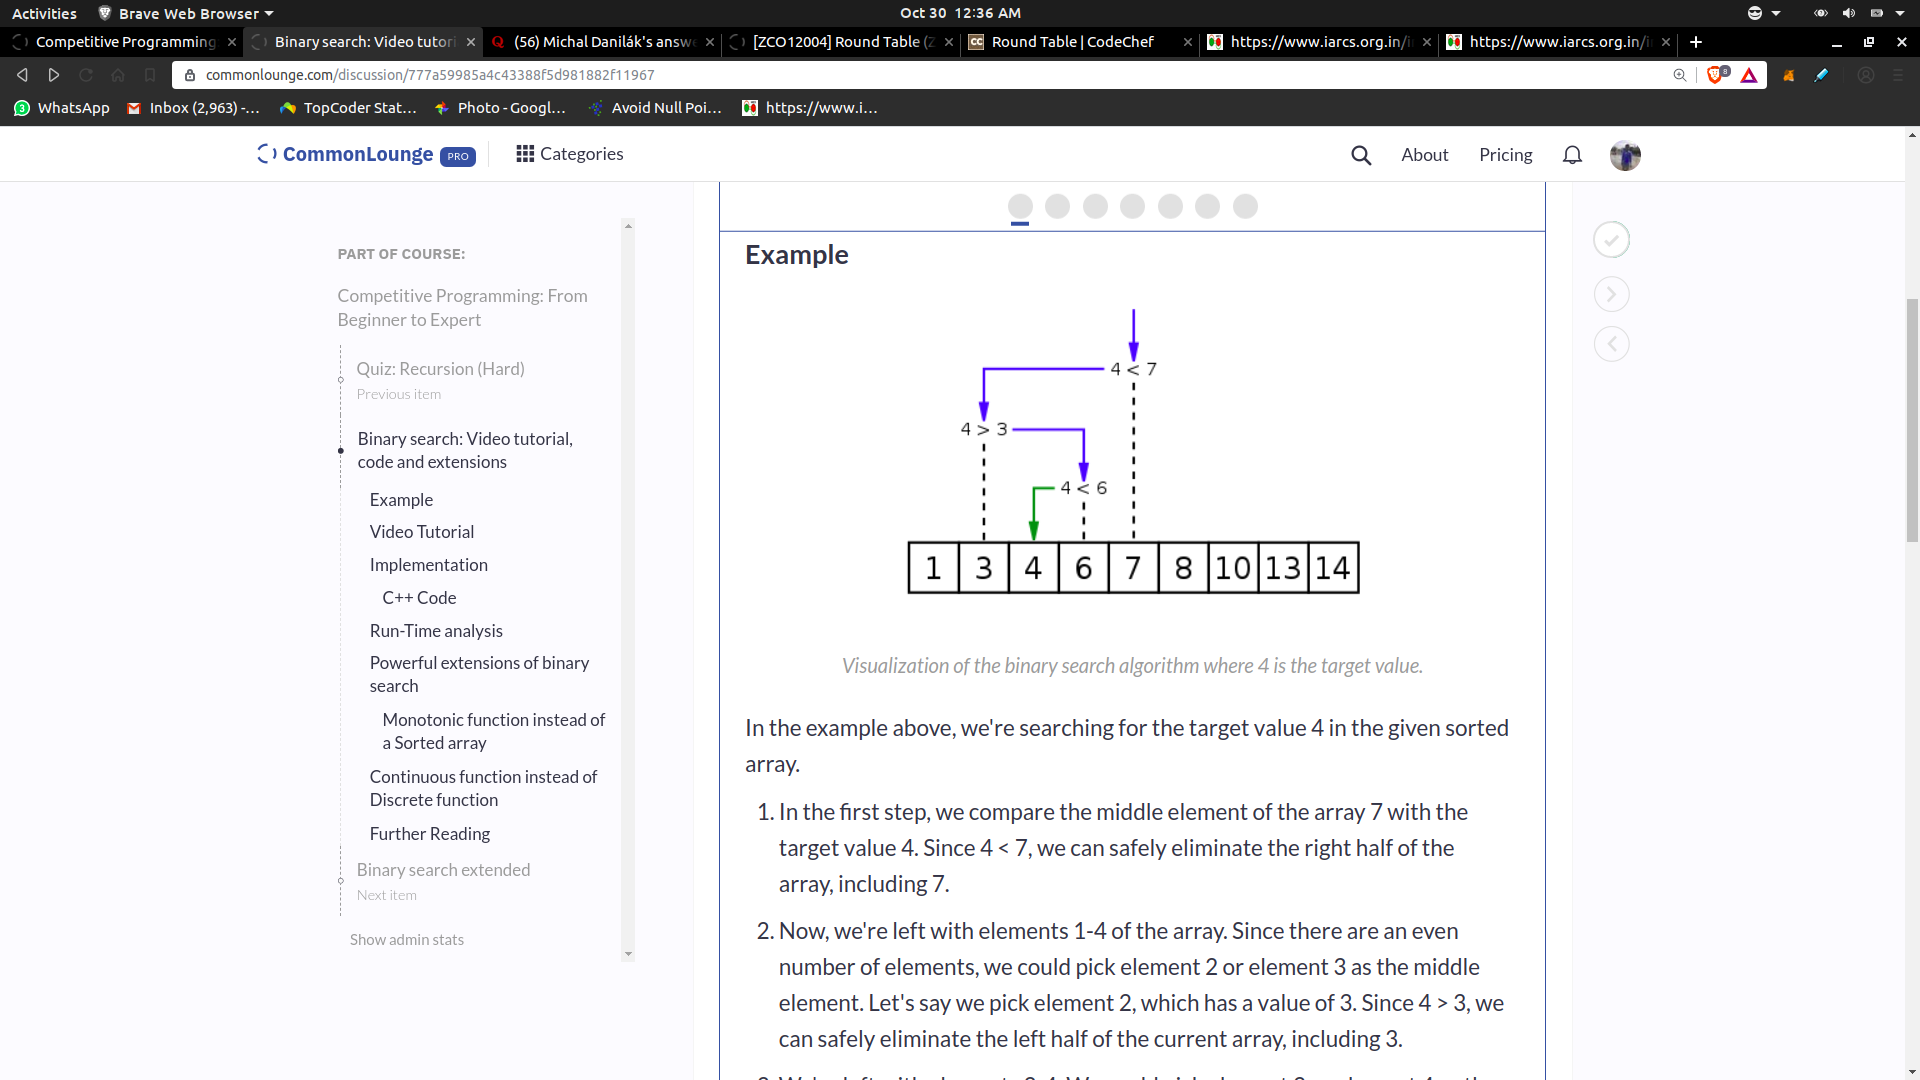 Activities
Brave Web Browser
Oct 30 12:36 AM
Competitive Programming
Binary search: Video tutori
(56) Michal Danilák's answ
[ZCO12004] Round Table (Z
Round Table | CodeChef
https://www.iarcs.org.in/i
https://www.iarcs.org.in/i
commonlounge.com/discussion/777a59985a4c43388f5d981882f11967
8
WhatsApp
Inbox (2,963) -...
TopCoder Stat...
Photo - Googl...
Avoid Null Poi...
https://www.i...
CommonLounge PRO
Categories
About
Pricing
PART OF COURSE:
Competitive Programming: From
Beginner to Expert
Quiz: Recursion (Hard)
Previous item
Binary search: Video tutorial,
code and extensions
Example
Video Tutorial
Implementation
C++ Code
Run-Time analysis
Powerful extensions of binary
search
Monotonic function instead of
a Sorted array
Continuous function instead of
Discrete function
Further Reading
Binary search extended
Next item
Show admin stats
Example
4 < 7
4 > 3
4 < 6
1 3 4 6 7 8 10 13 14
Visualization of the binary search algorithm where 4 is the target value.
In the example above, we're searching for the target value 4 in the given sorted
array.
1. In the first step, we compare the middle element of the array 7 with the
target value 4. Since 4 < 7, we can safely eliminate the right half of the
array, including 7.
2. Now, we're left with elements 1-4 of the array. Since there are an even
number of elements, we could pick element 2 or element 3 as the middle
element. Let's say we pick element 2, which has a value of 3. Since 4 > 3, we
can safely eliminate the left half of the current array, including 3.